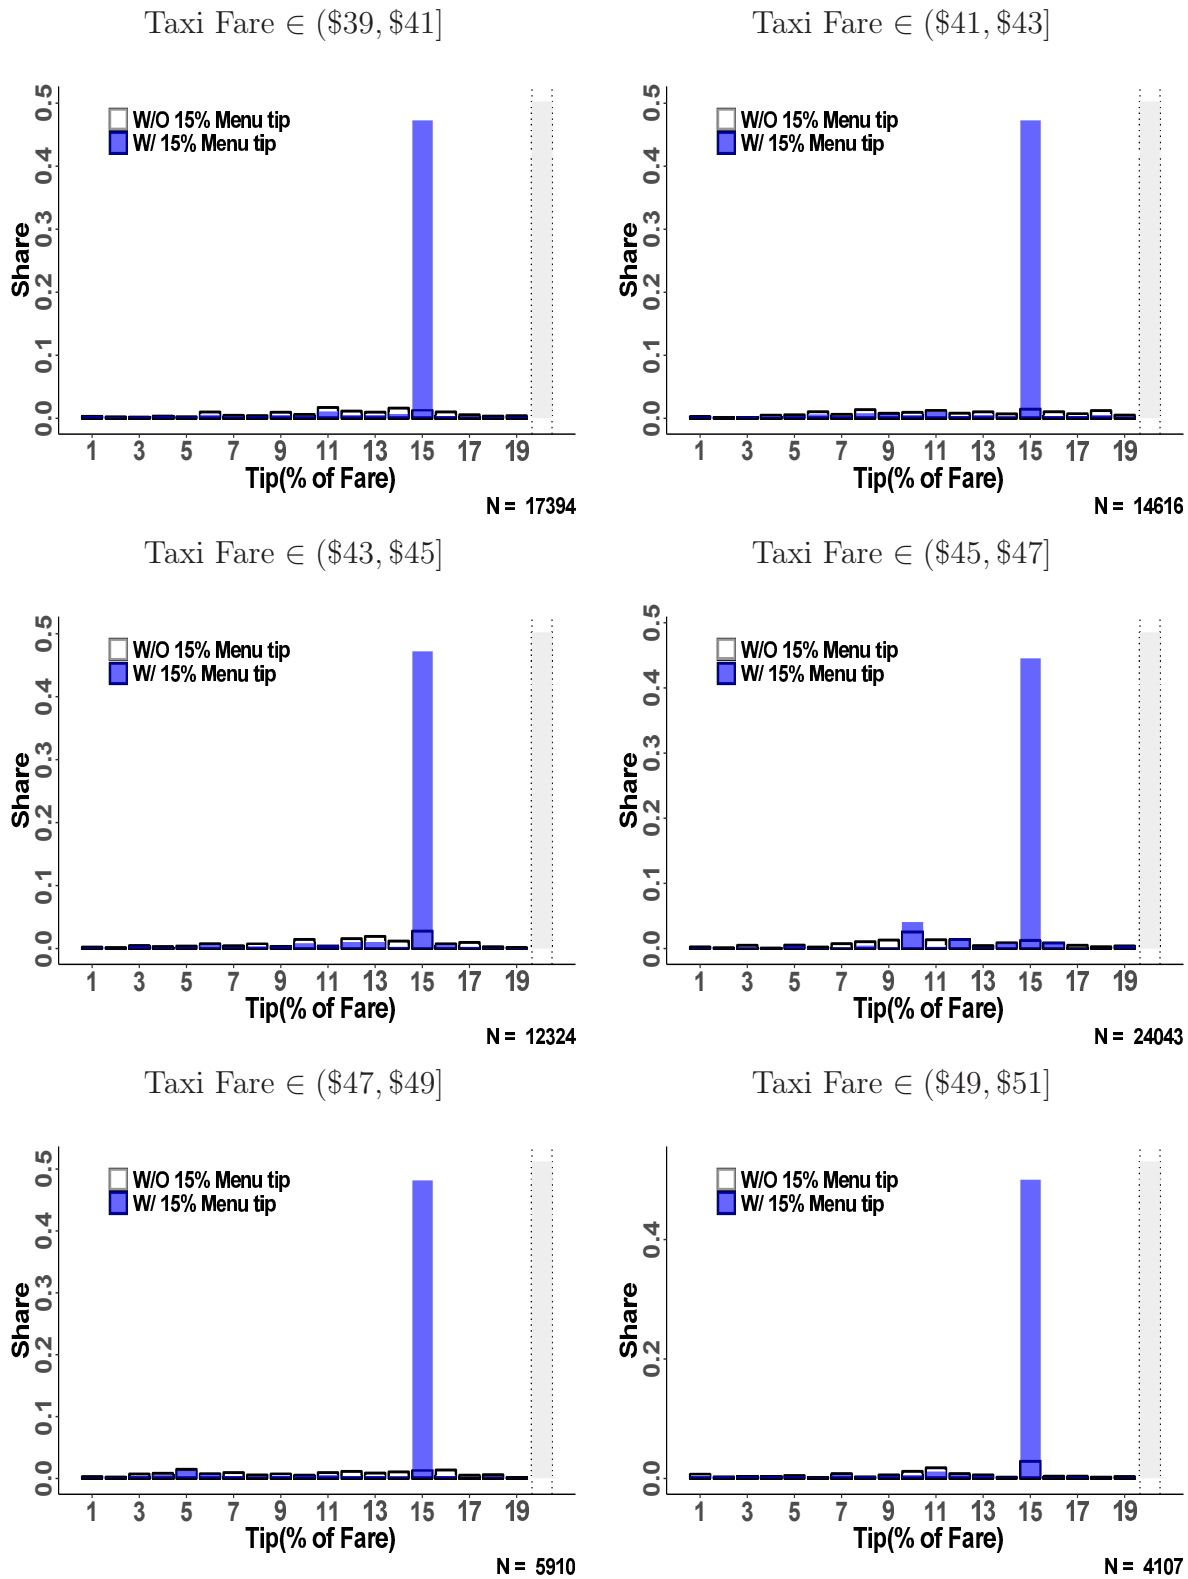 Taxi Fare ∈ ($39, $41]
0.5
0.4
0.3
0.2
0.1
0.0
Share
W/O 15% Menu tip
W/ 15% Menu tip
1 3 5 7 9 11 13 15 17 19
Tip(% of Fare)
N = 17394
Taxi Fare ∈ ($41, $43]
0.5
0.4
0.3
0.2
0.1
0.0
Share
W/O 15% Menu tip
W/ 15% Menu tip
1 3 5 7 9 11 13 15 17 19
Tip(% of Fare)
N = 14616
Taxi Fare ∈ ($43, $45]
0.5
0.4
0.3
0.2
0.1
0.0
Share
W/O 15% Menu tip
W/ 15% Menu tip
1 3 5 7 9 11 13 15 17 19
Tip(% of Fare)
N = 12324
Taxi Fare ∈ ($45, $47]
0.5
0.4
0.3
0.2
0.1
0.0
Share
W/O 15% Menu tip
W/ 15% Menu tip
1 3 5 7 9 11 13 15 17 19
Tip(% of Fare)
N = 24043
Taxi Fare ∈ ($47, $49]
0.5
0.4
0.3
0.2
0.1
0.0
Share
W/O 15% Menu tip
W/ 15% Menu tip
1 3 5 7 9 11 13 15 17 19
Tip(% of Fare)
N = 5910
Taxi Fare ∈ ($49, $51]
0.4
0.2
0.0
Share
W/O 15% Menu tip
W/ 15% Menu tip
1 3 5 7 9 11 13 15 17 19
Tip(% of Fare)
N = 4107